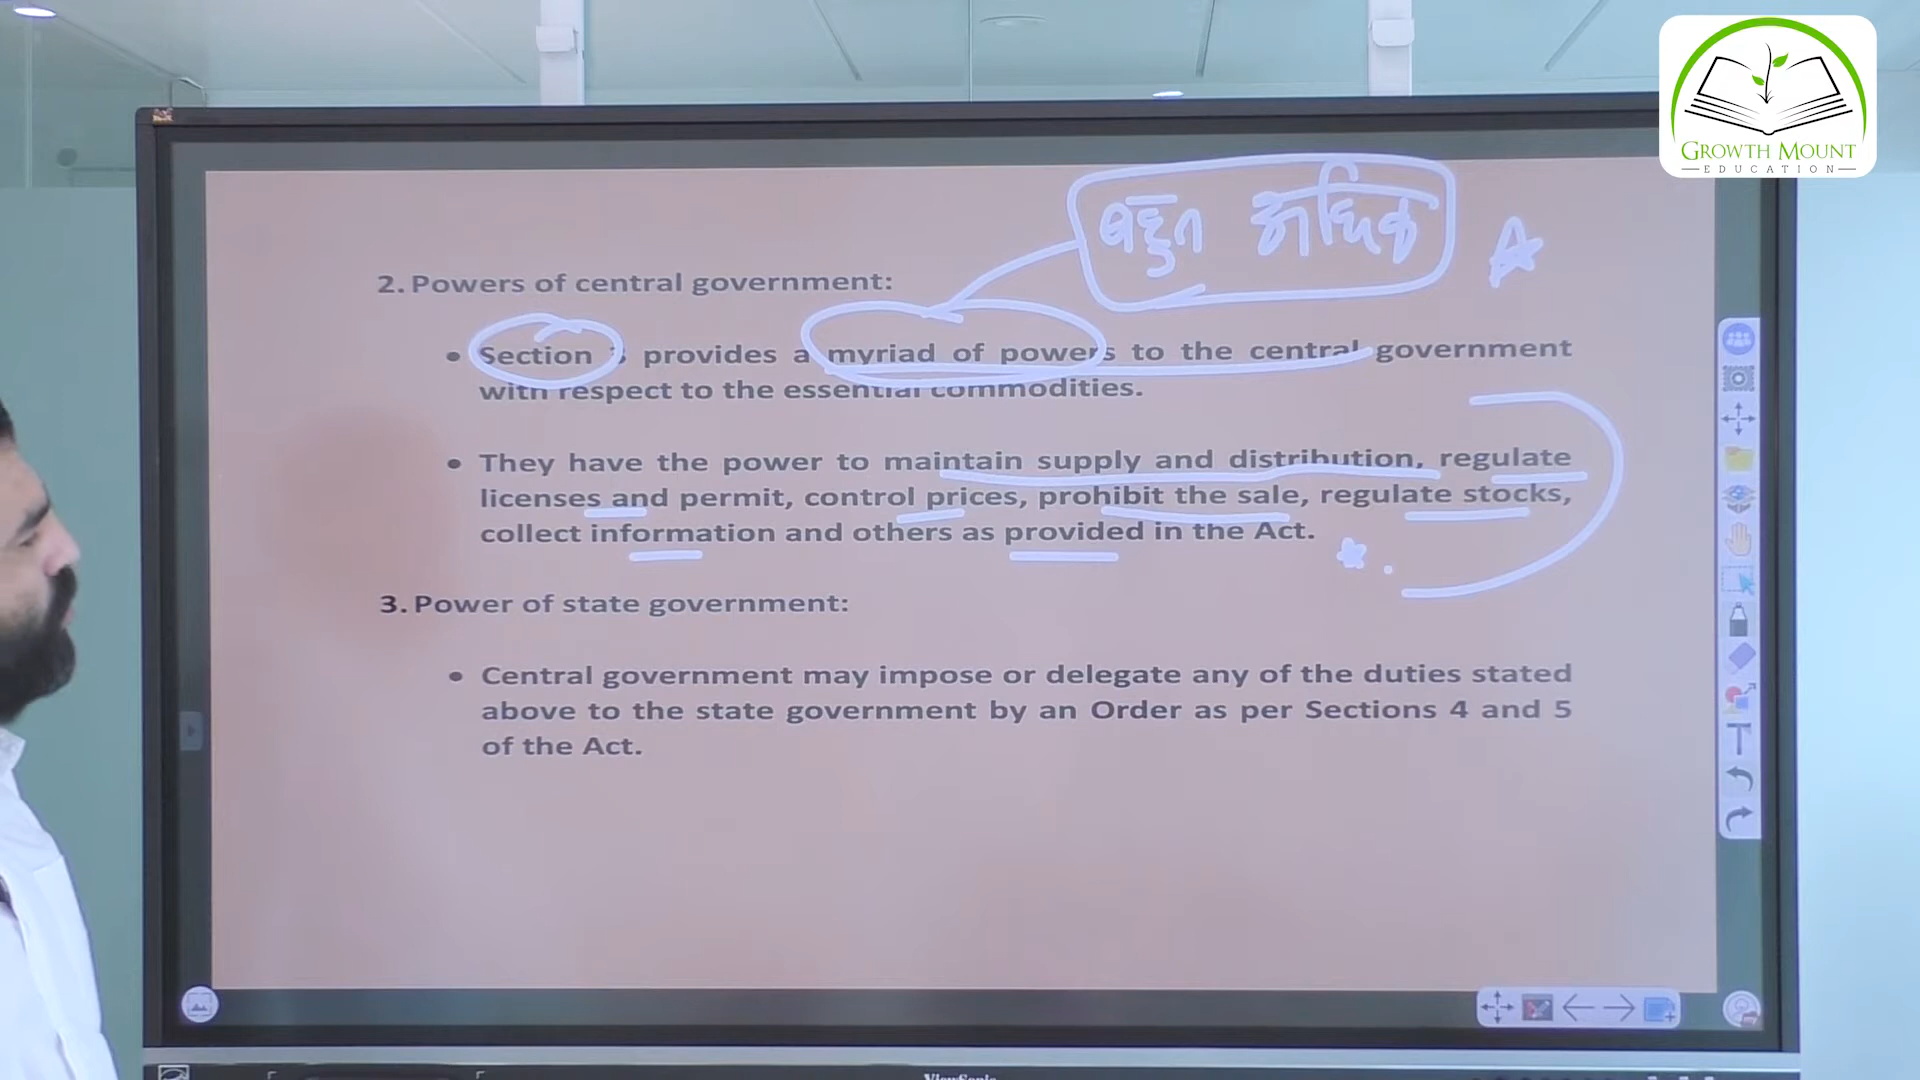 GROWTH MOUNT
EDUCATION
बहुत अधिक
2. Powers of central government:
• Section 3 provides a myriad of powers to the central government
with respect to the essential commodities.
• They have the power to maintain supply and distribution, regulate
licenses and permit, control prices, prohibit the sale, regulate stocks,
collect information and others as provided in the Act.
3. Power of state government:
• Central government may impose or delegate any of the duties stated
above to the state government by an Order as per Sections 4 and 5
of the Act.
ViewSonic